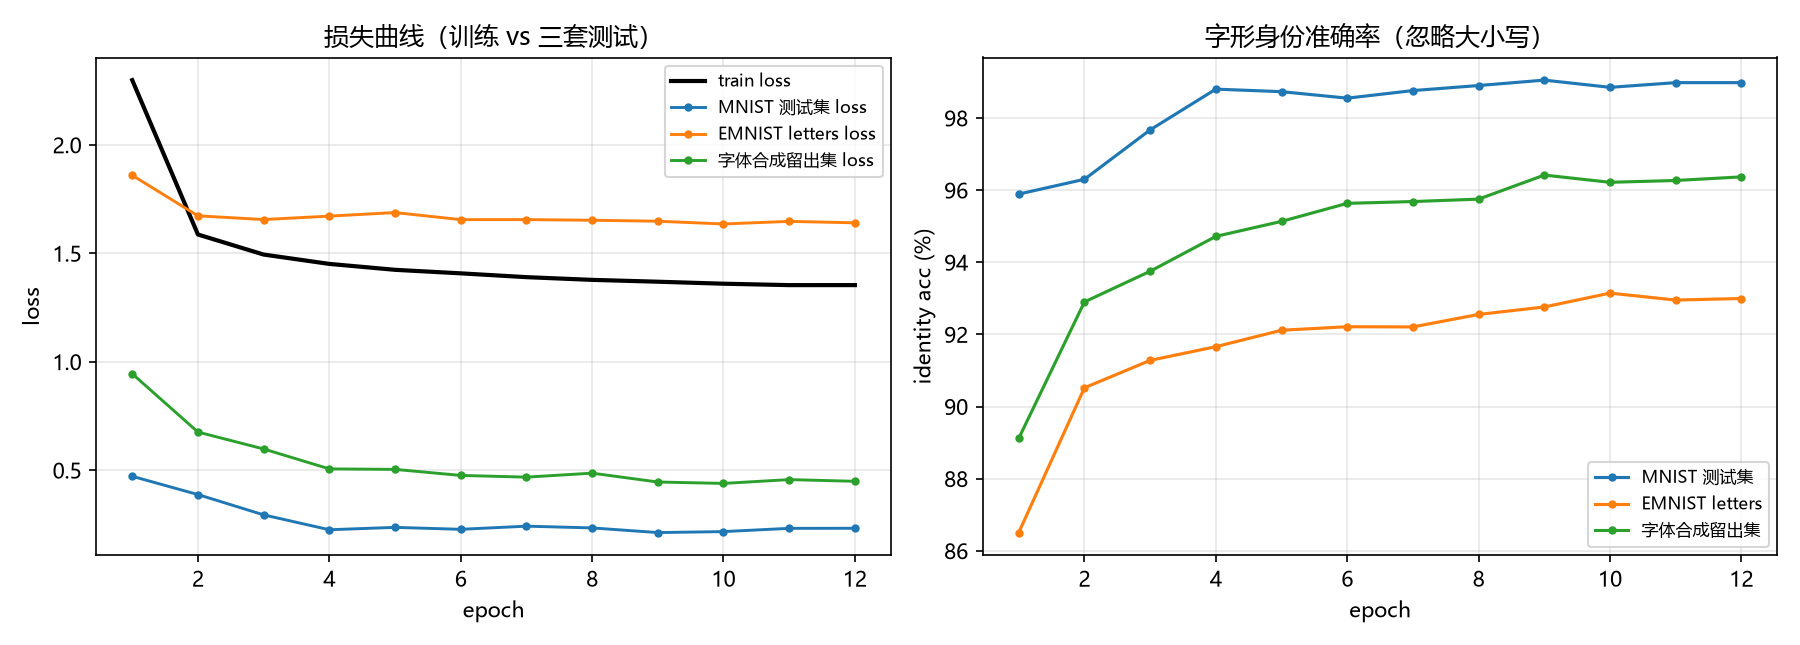 损失曲线（训练 vs 三套测试）
train loss
MNIST 测试集 loss
EMNIST letters loss
字体合成留出集 loss
2.0
1.5
1.0
0.5
loss
2
4
6
8
10
12
epoch
字形身份准确率（忽略大小写）
98
96
94
92
90
88
86
identity acc (%)
MNIST 测试集
EMNIST letters
字体合成留出集
2
4
6
8
10
12
epoch